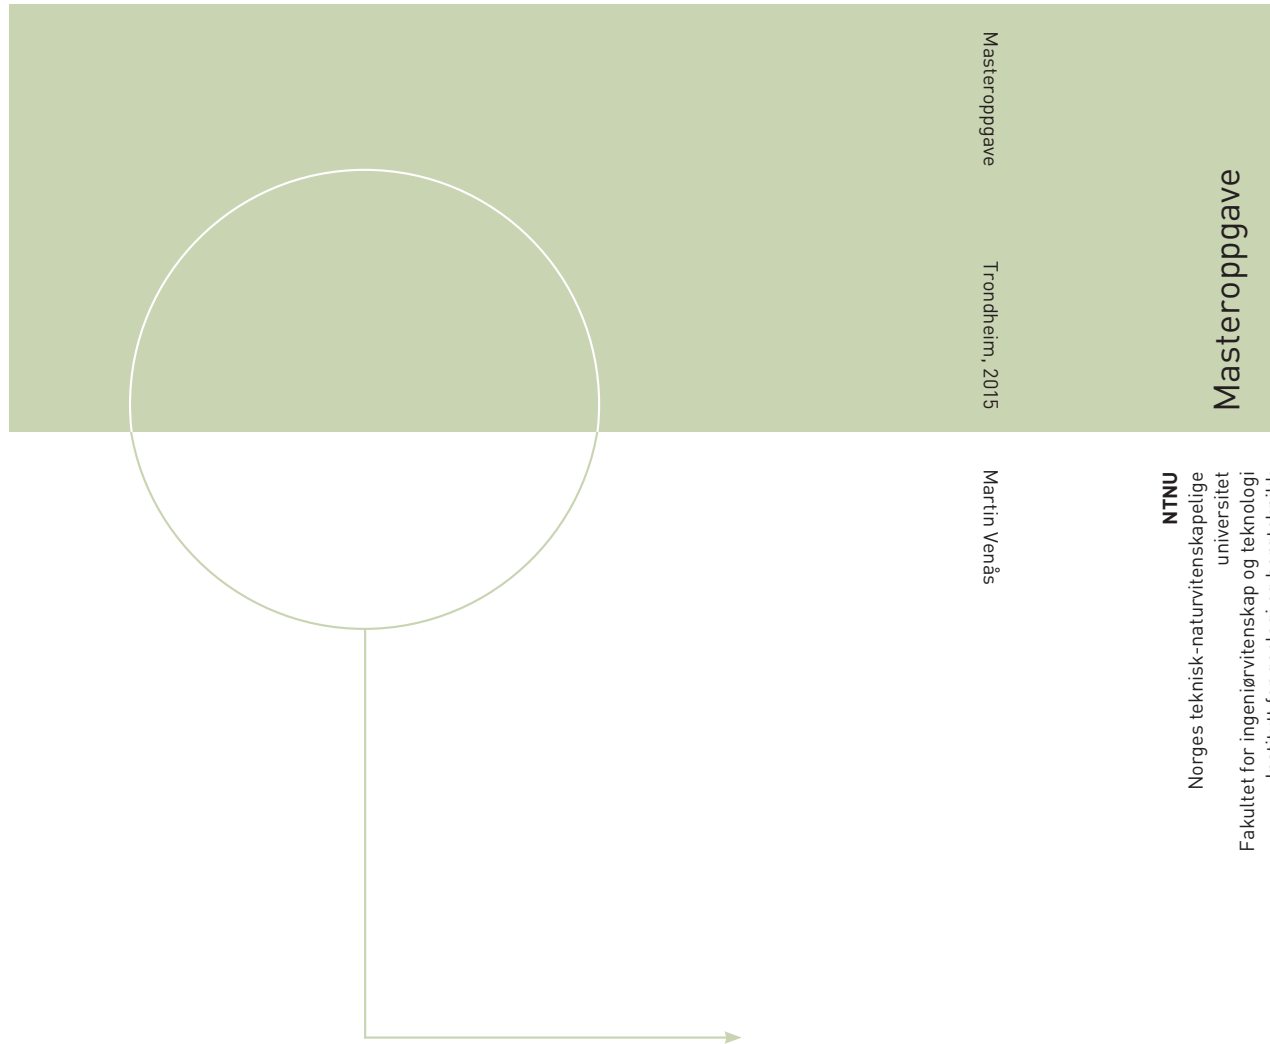 Masteroppgave
Trondheim, 2015
Martin Venås
Masteroppgave
NTNU
Norges teknisk-naturvitenskapelige
universitet
Fakultet for ingeniørvitenskap og teknologi